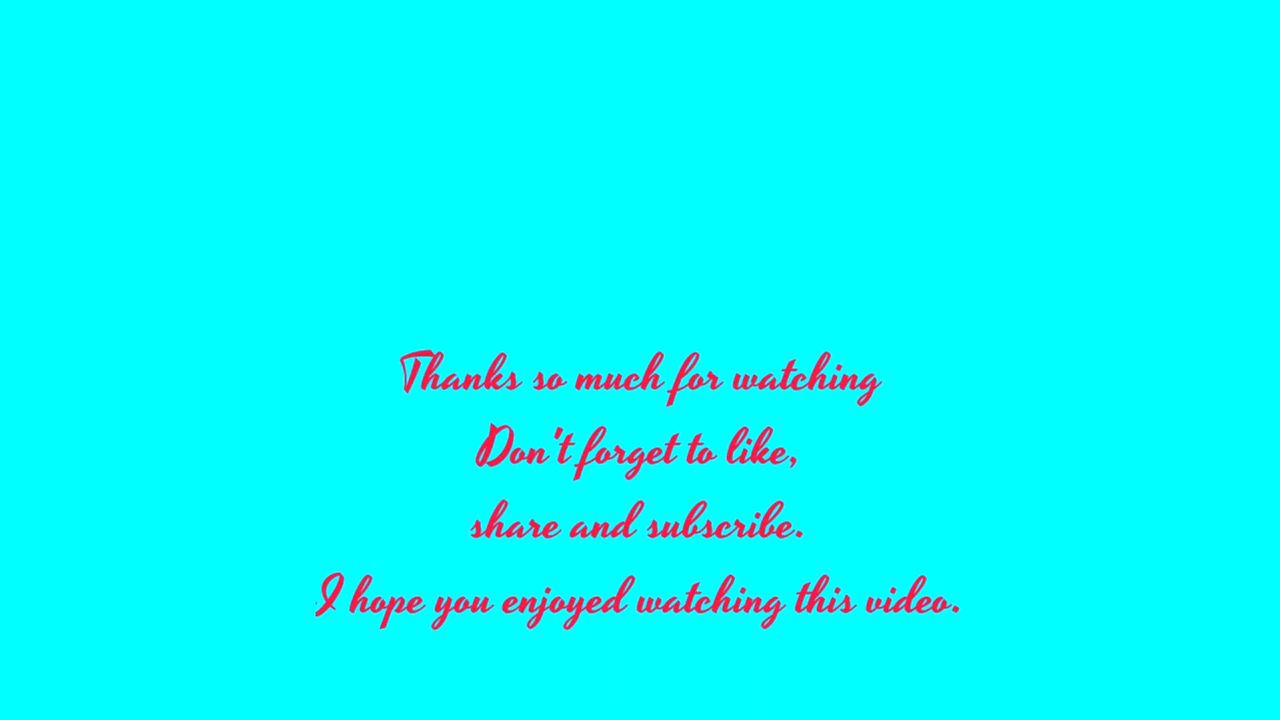 Thanks so much for watching
Don't forget to like,
share and subscribe.
I hope you enjoyed watching this video.